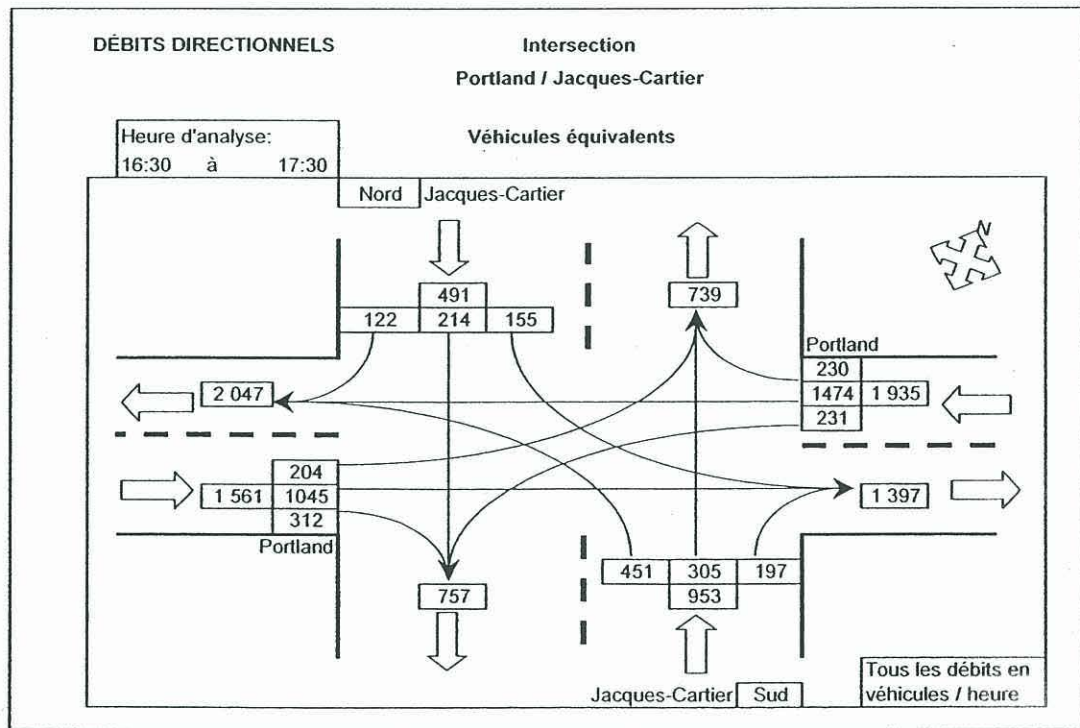 DÉBITS DIRECTIONNELS
Intersection
Portland / Jacques-Cartier
Heure d'analyse:
16:30 à 17:30
Véhicules équivalents
Nord Jacques-Cartier
N
491
122 214 155
739
Portland
230
1474 1 935
231
2 047
204
1 561 1045
312
Portland
1 397
757
451 305 197
953
Jacques-Cartier Sud
Tous les débits en
véhicules / heure